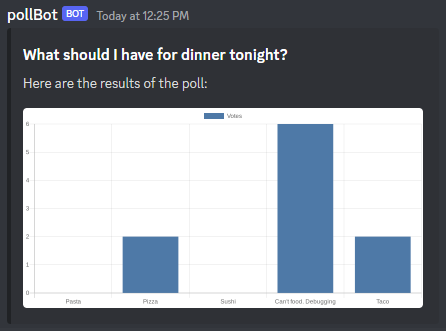 pollBot BOT Today at 12:25 PM
What should I have for dinner tonight?
Here are the results of the poll:
Votes
6
5
4
3
2
1
0
Pasta Pizza Sushi Can't food. Debugging Taco